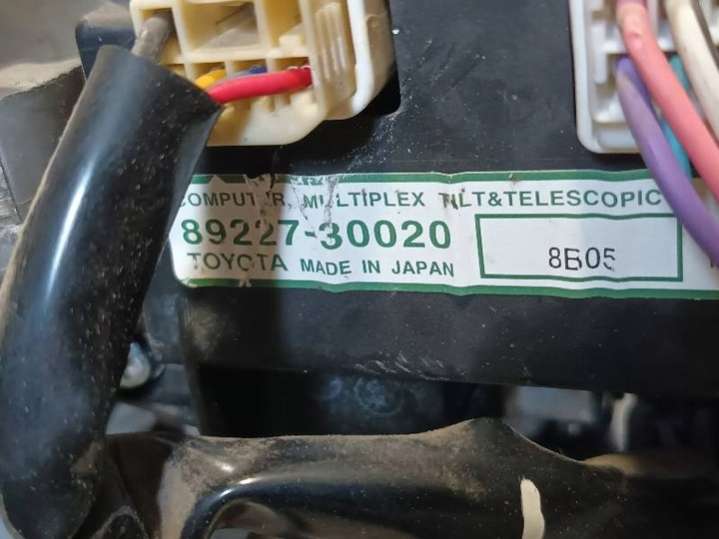 COMPUTER, MULTIPLEX TILT&TELESCOPIC
89227-30020
8B05
TOYOTA MADE IN JAPAN